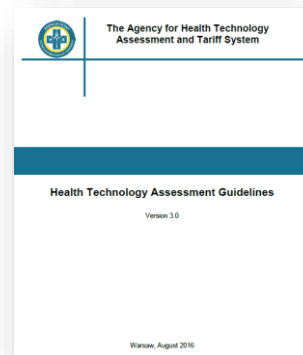 The Agency for Health Technology
Assessment and Tariff System
Health Technology Assessment Guidelines
Version 3.0
Warsaw, August 2016